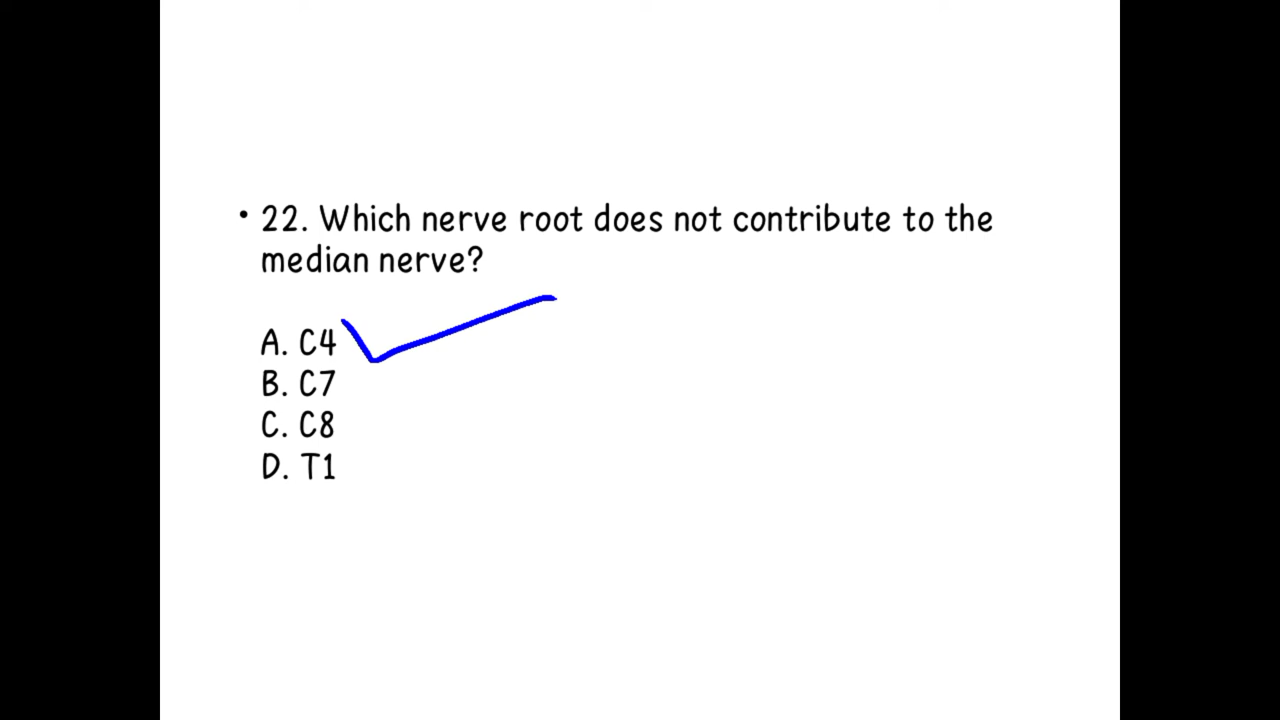 • 22. Which nerve root does not contribute to the
median nerve?
A. C4
B. C7
C. C8
D. T1